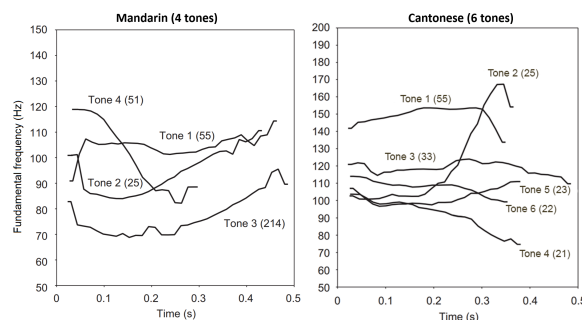 Mandarin (4 tones)
Fundamental frequency (Hz)
150
140
130
120
110
100
90
80
70
60
50
Tone 4 (51)
Tone 1 (55)
Tone 2 (25)
Tone 3 (214)
0 0.1 0.2 0.3 0.4 0.5
Time (s)
Cantonese (6 tones)
200
190
180
170
160
150
140
130
120
110
100
90
80
70
60
50
Tone 2 (25)
Tone 1 (55)
Tone 3 (33)
Tone 5 (23)
Tone 6 (22)
Tone 4 (21)
0 0.1 0.2 0.3 0.4 0.5
Time (s)